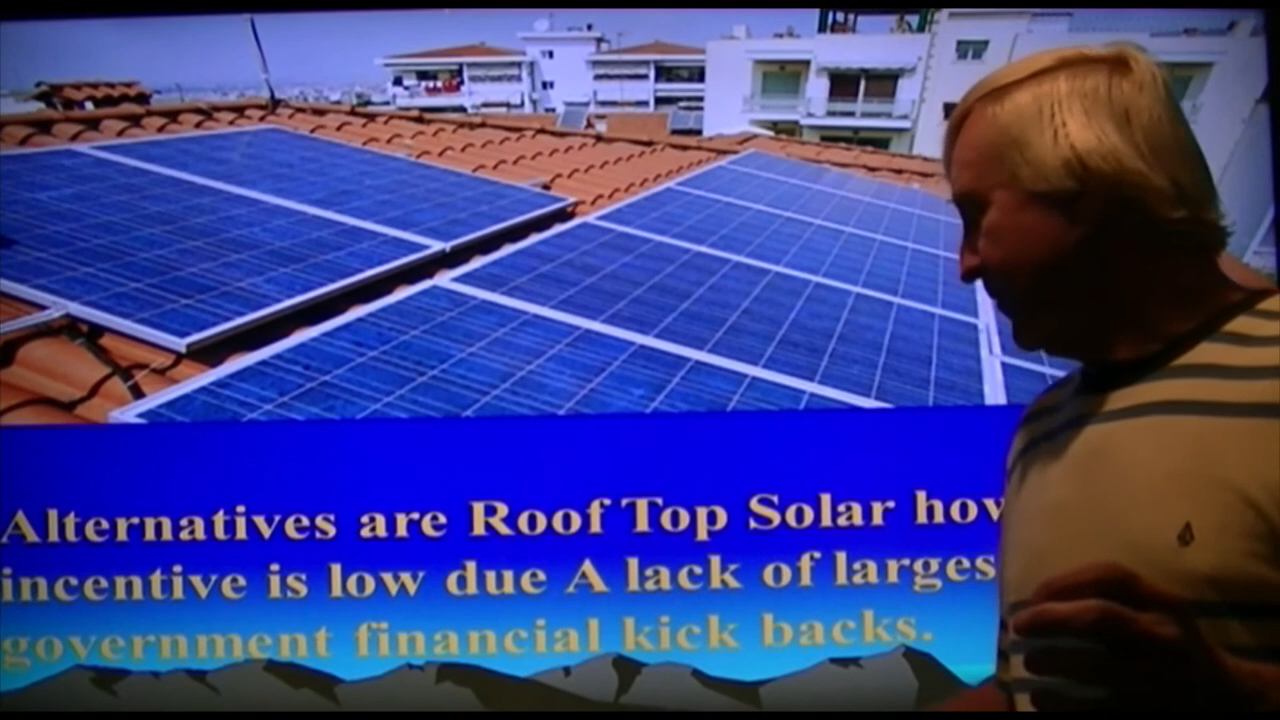 Alternatives are Roof Top Solar
incentive is low due A lack of
government financial kick backs.